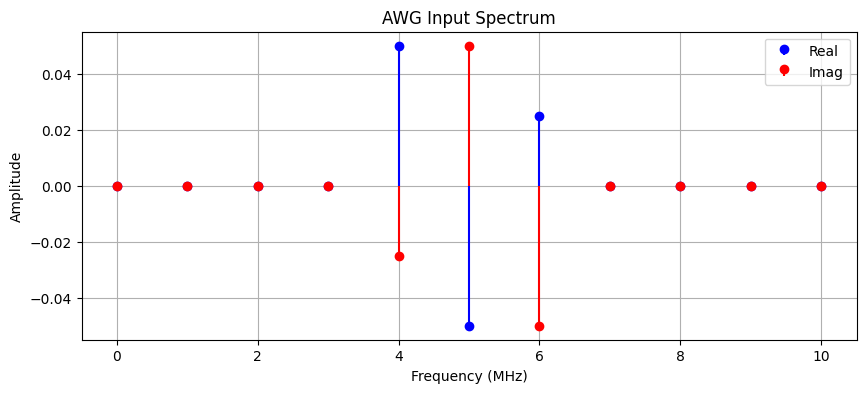 AWG Input Spectrum
Real
Imag
Amplitude
0.04
0.02
0.00
−0.02
−0.04
0 2 4 6 8 10
Frequency (MHz)